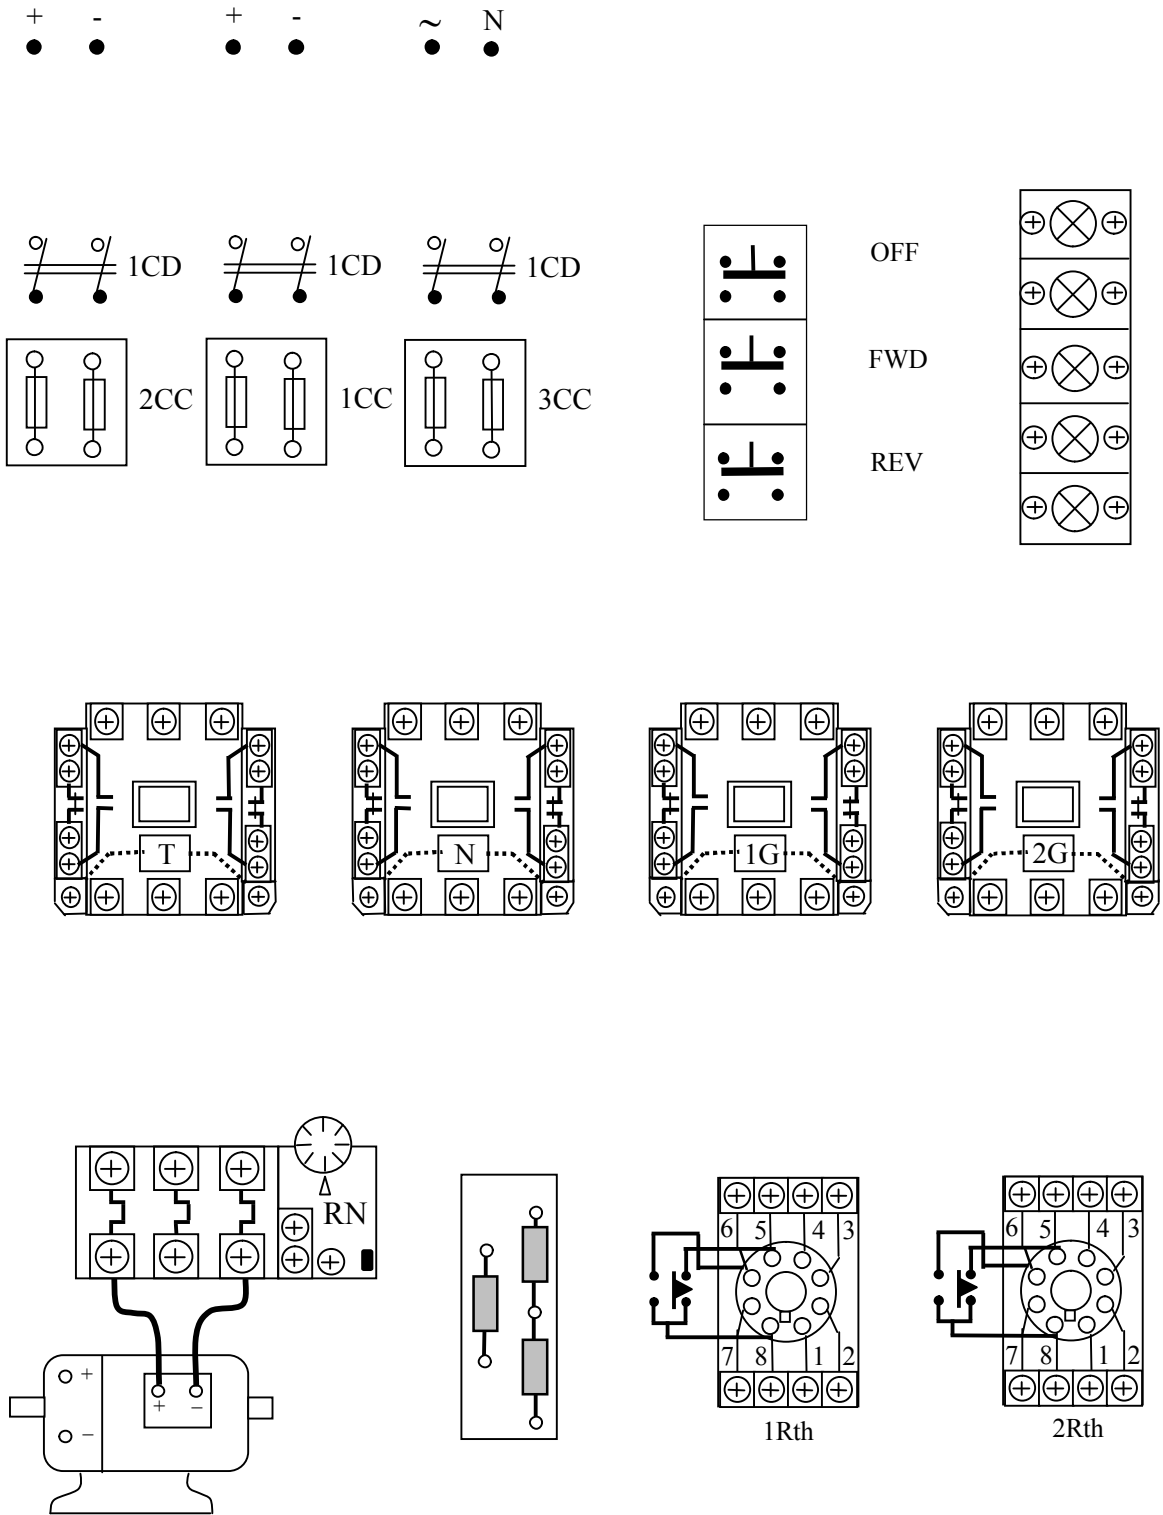 + - + - ~ N
1CD 1CD 1CD
OFF
2CC 1CC 3CC
FWD
REV
T N 1G 2G
RN
6 5 4 3
6 5 4 3
7 8 1 2
7 8 1 2
+
+ −
−
1Rth 2Rth